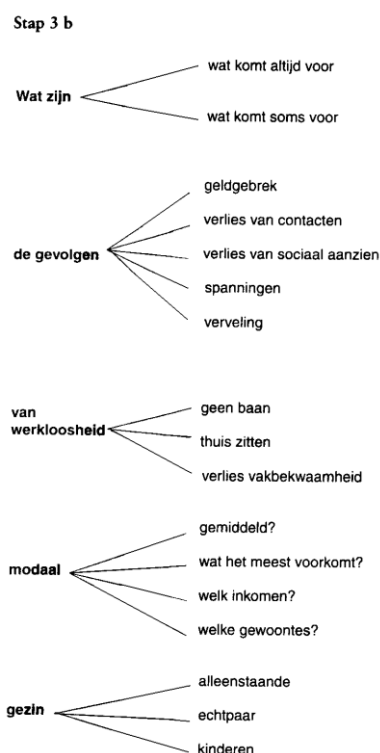 Stap 3 b
Wat zijn
wat komt altijd voor
wat komt soms voor
de gevolgen
geldgebrek
verlies van contacten
verlies van sociaal aanzien
spanningen
verveling
van
werkloosheid
geen baan
thuis zitten
verlies vakbekwaamheid
modaal
gemiddeld?
wat het meest voorkomt?
welk inkomen?
welke gewoontes?
gezin
alleenstaande
echtpaar
kinderen